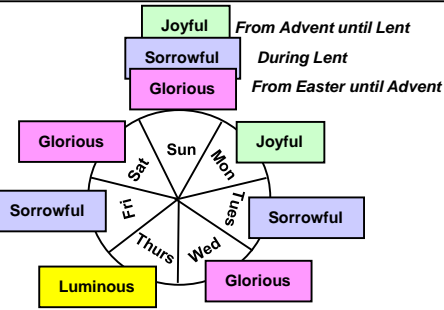 Joyful From Advent until Lent
Sorrowful During Lent
Glorious From Easter until Advent
Glorious Sat Sun Mon Joyful
Sorrowful Fri Tues Sorrowful
Thurs Wed
Luminous Glorious